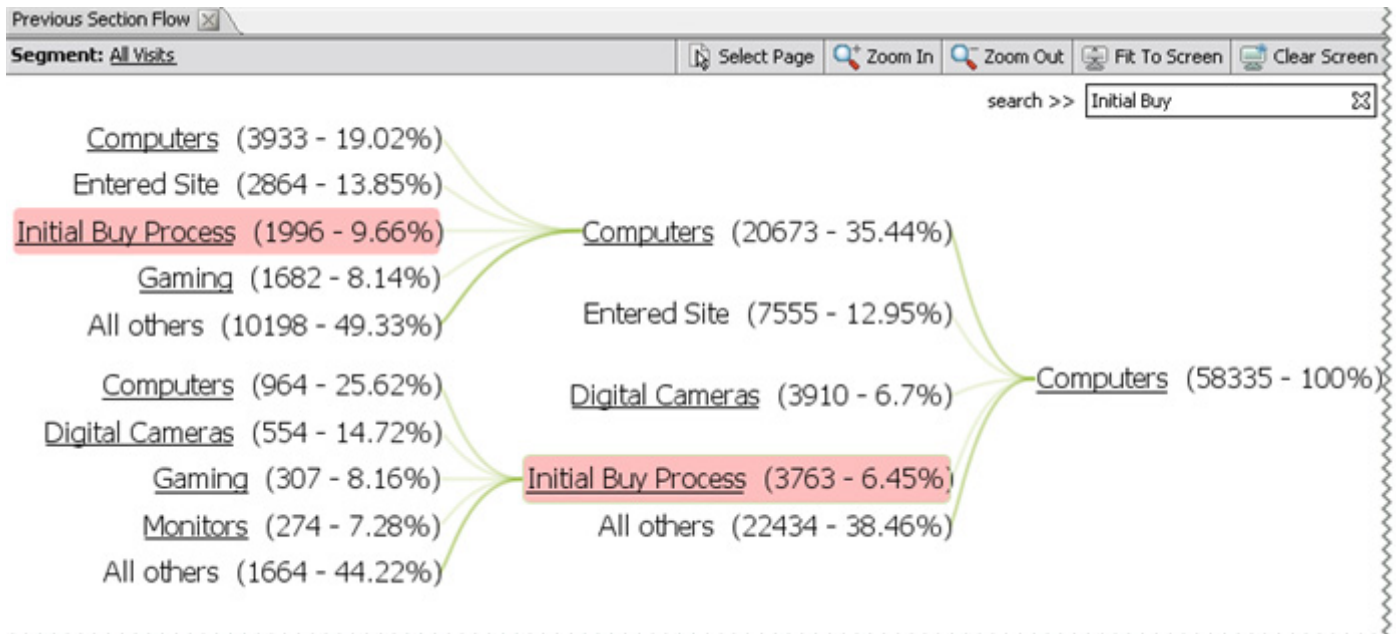 Previous Section Flow
Segment: All Visits
Select Page
Zoom In
Zoom Out
Fit To Screen
Clear Screen
search >> Initial Buy
Computers (3933 - 19.02%)
Entered Site (2864 - 13.85%)
Initial Buy Process (1996 - 9.66%)
Gaming (1682 - 8.14%)
All others (10198 - 49.33%)
Computers (964 - 25.62%)
Digital Cameras (554 - 14.72%)
Gaming (307 - 8.16%)
Monitors (274 - 7.28%)
All others (1664 - 44.22%)
Computers (20673 - 35.44%)
Entered Site (7555 - 12.95%)
Digital Cameras (3910 - 6.7%)
Initial Buy Process (3763 - 6.45%)
All others (22434 - 38.46%)
Computers (58335 - 100%)